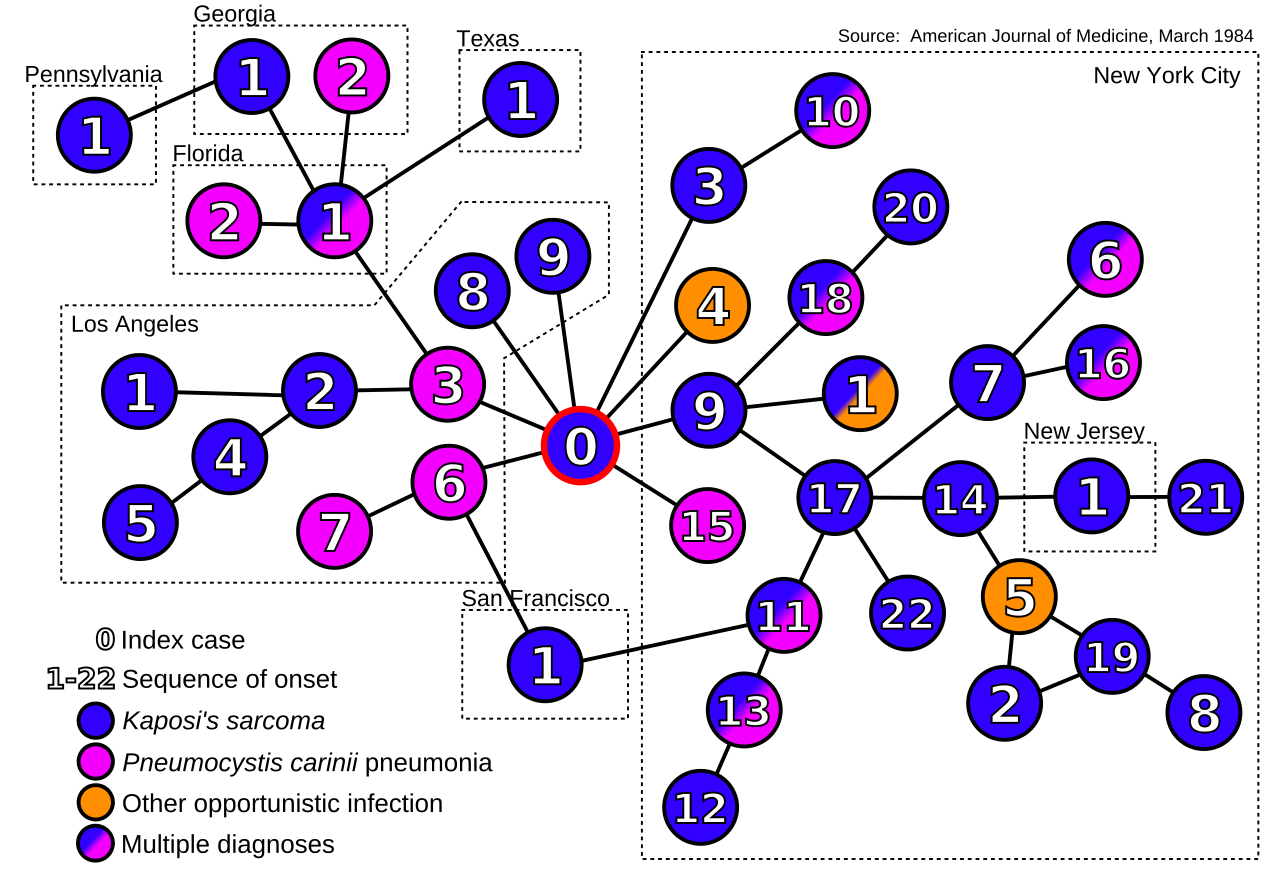 Georgia
Source:  American Journal of Medicine, March 1984
Texas
New York City
Pennsylvania
1
2
1
1
10
Florida
3
2
1
20
9
6
8
4
18
Los Angeles
16
1
2
3
7
1
9
New Jersey
0
4
6
17
14
1
21
5
7
15
San Francisco
5
11
22
0 Index case
19
1
1-22 Sequence of onset
2
8
13
Kaposi's sarcoma
Pneumocystis carinii pneumonia
Other opportunistic infection
12
Multiple diagnoses